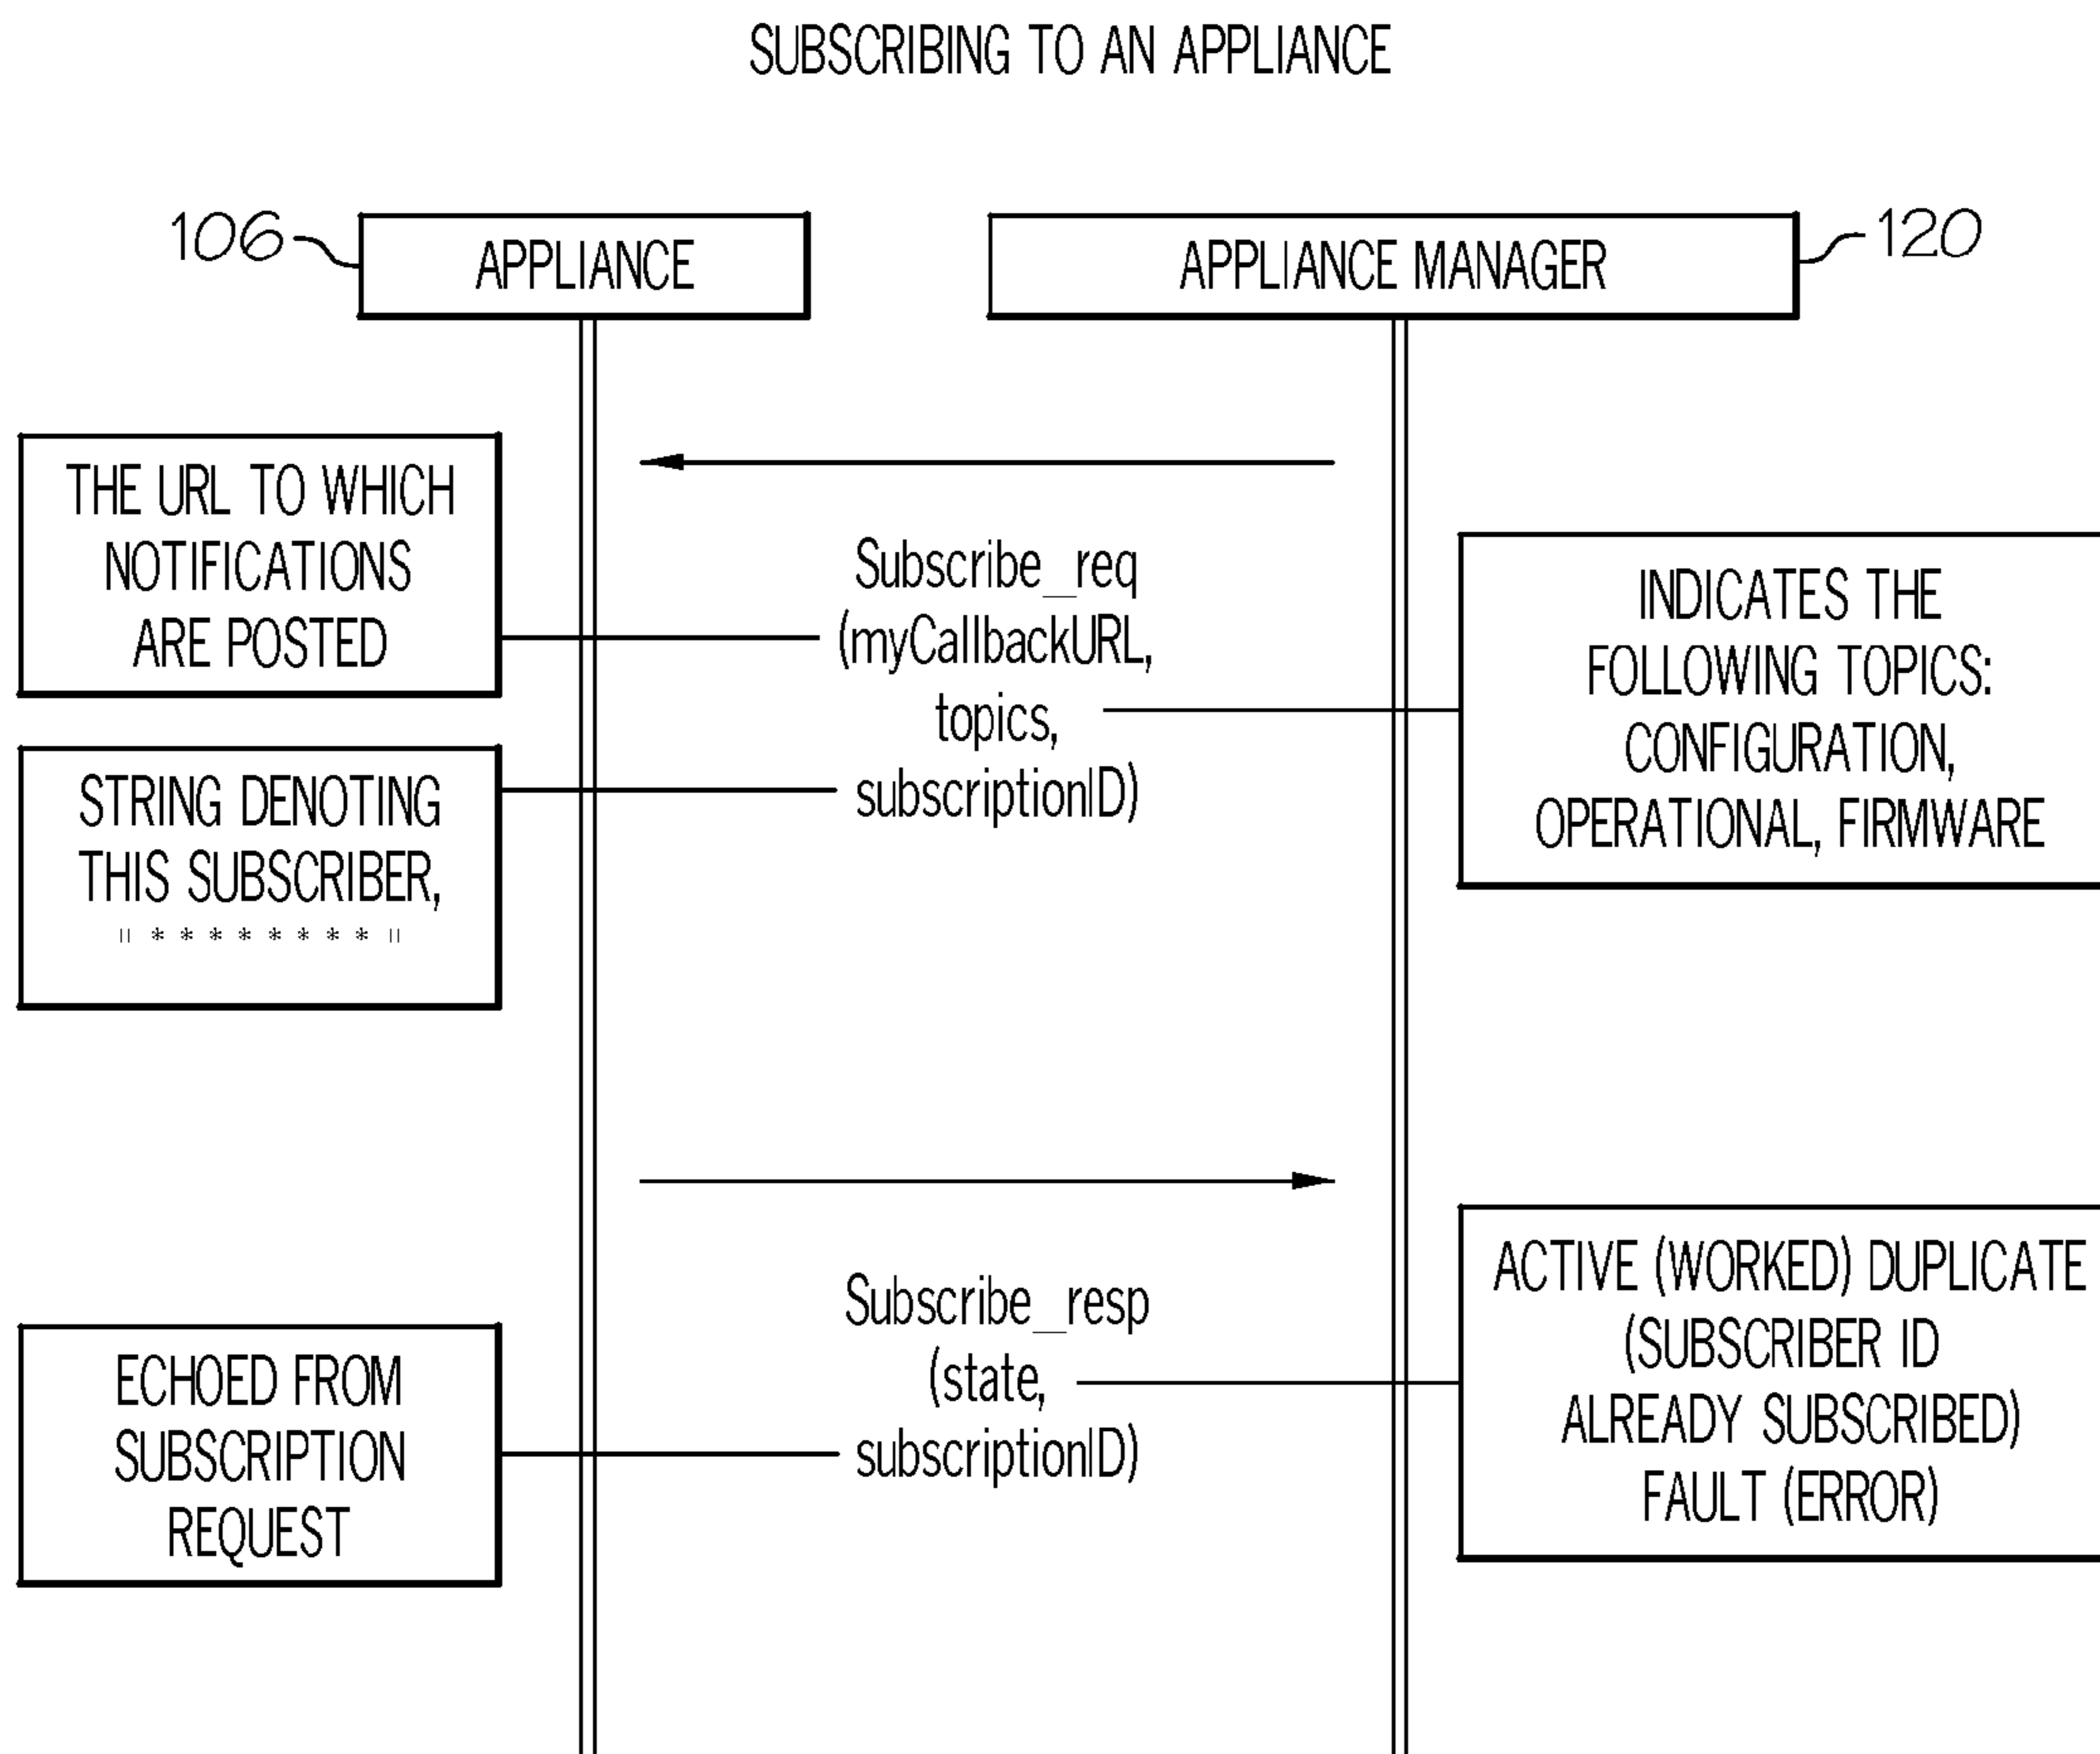 SUBSCRIBING TO AN APPLIANCE
106
APPLIANCE
APPLIANCE MANAGER
120
THE URL TO WHICH
NOTIFICATIONS
ARE POSTED
STRING DENOTING
THIS SUBSCRIBER,
"********"
Subscribe_req
(myCallbackURL,
topics,
subscriptionID)
INDICATES THE
FOLLOWING TOPICS:
CONFIGURATION,
OPERATIONAL, FIRMWARE
ECHOED FROM
SUBSCRIPTION
REQUEST
Subscribe_resp
(state,
subscriptionID)
ACTIVE (WORKED) DUPLICATE
(SUBSCRIBER ID
ALREADY SUBSCRIBED)
FAULT (ERROR)